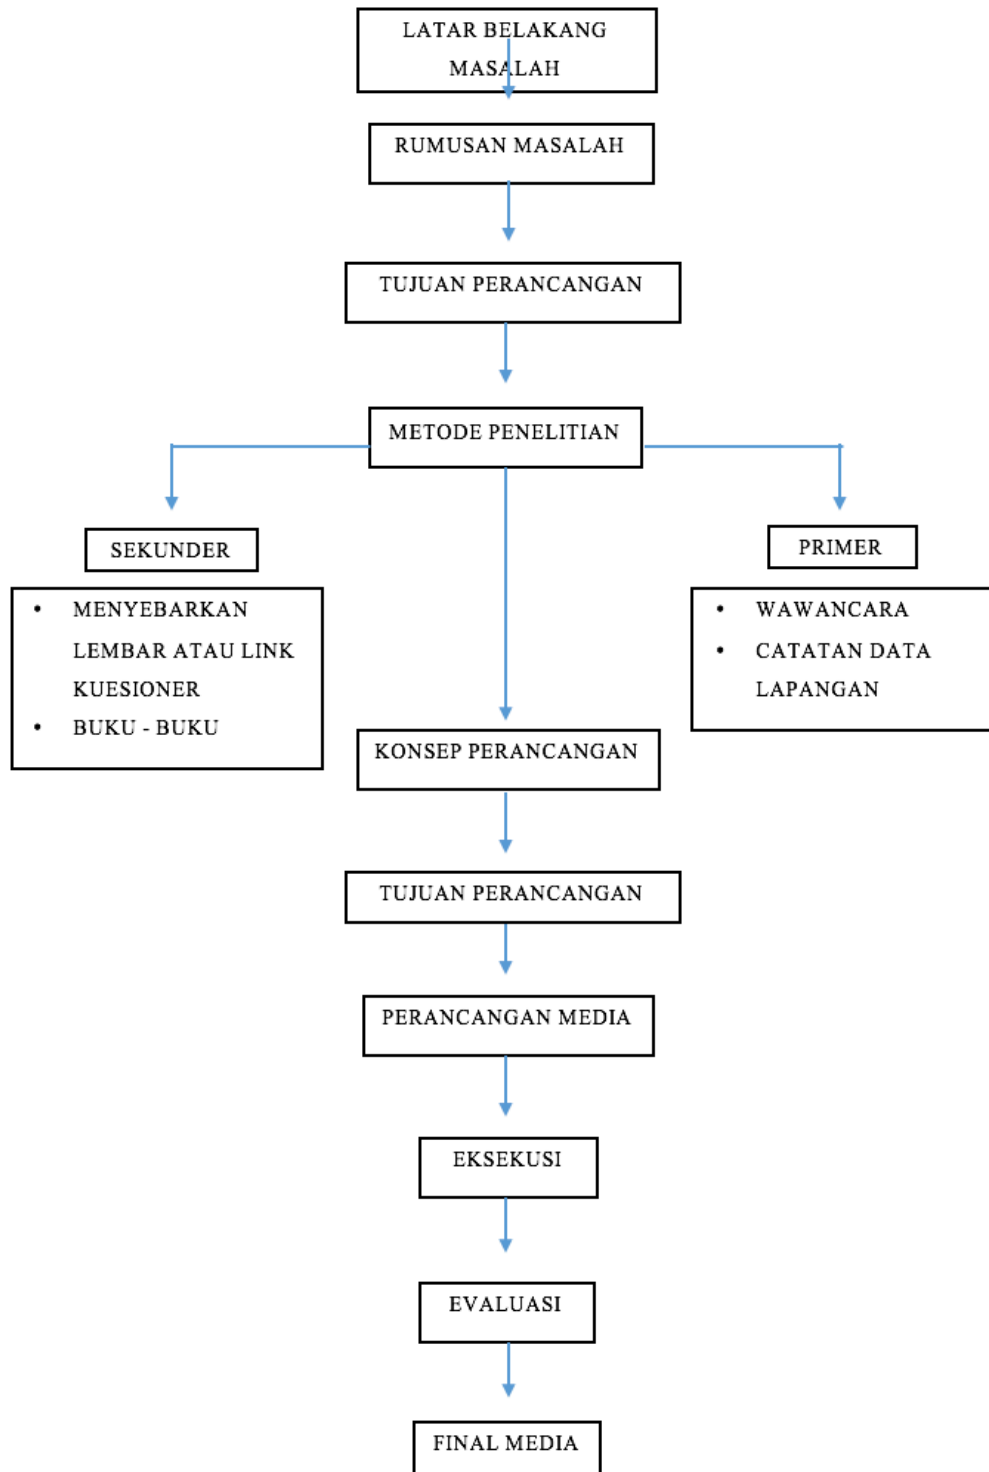 LATAR BELAKANG
MASALAH
RUMUSAN MASALAH
TUJUAN PERANCANGAN
METODE PENELITIAN
SEKUNDER
• MENYEBARKAN
LEMBAR ATAU LINK
KUESIONER
• BUKU - BUKU
PRIMER
• WAWANCARA
• CATATAN DATA
LAPANGAN
KONSEP PERANCANGAN
TUJUAN PERANCANGAN
PERANCANGAN MEDIA
EKSEKUSI
EVALUASI
FINAL MEDIA